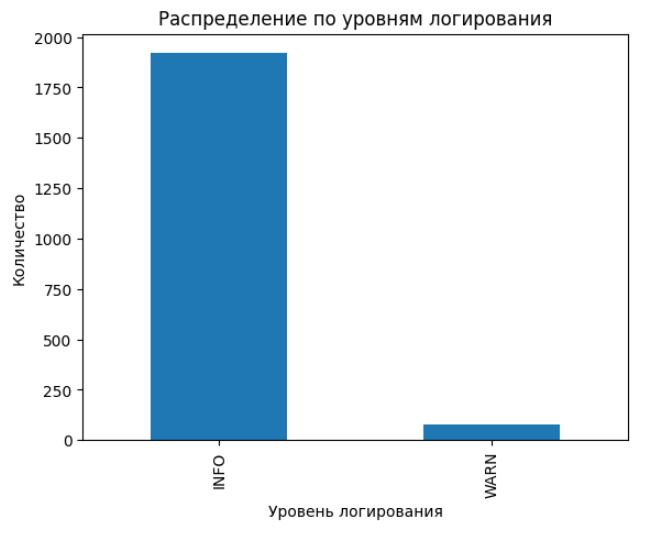 Распределение по уровням логирования
2000
1750
1500
1250
1000
750
500
250
0
Количество
INFO
WARN
Уровень логирования